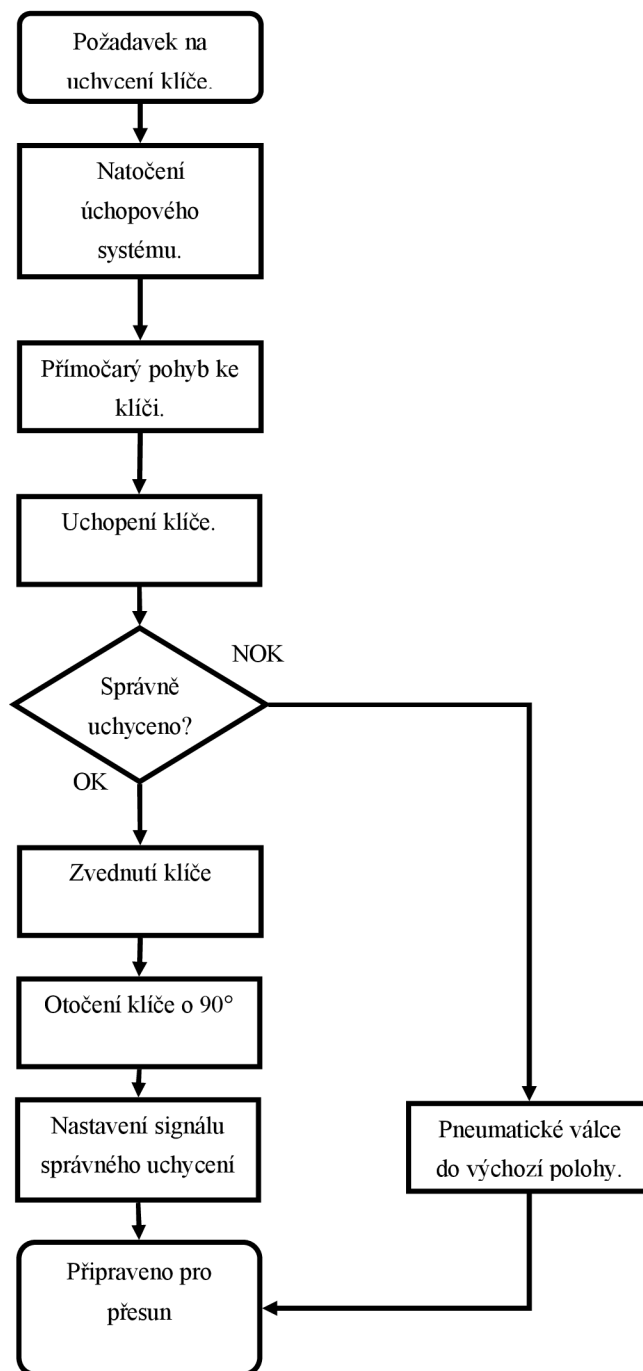 Požadavek na
uchycení klíče.
Natočení
úchopového
systému.
Přímočarý pohyb ke
klíči.
Uchopení klíče.
NOK
Správně
uchyceno?
OK
Zvednutí klíče
Otočení klíče o 90°
Nastavení signálu
správného uchycení
Pneumatické válce
do výchozí polohy.
Připraveno pro
přesun